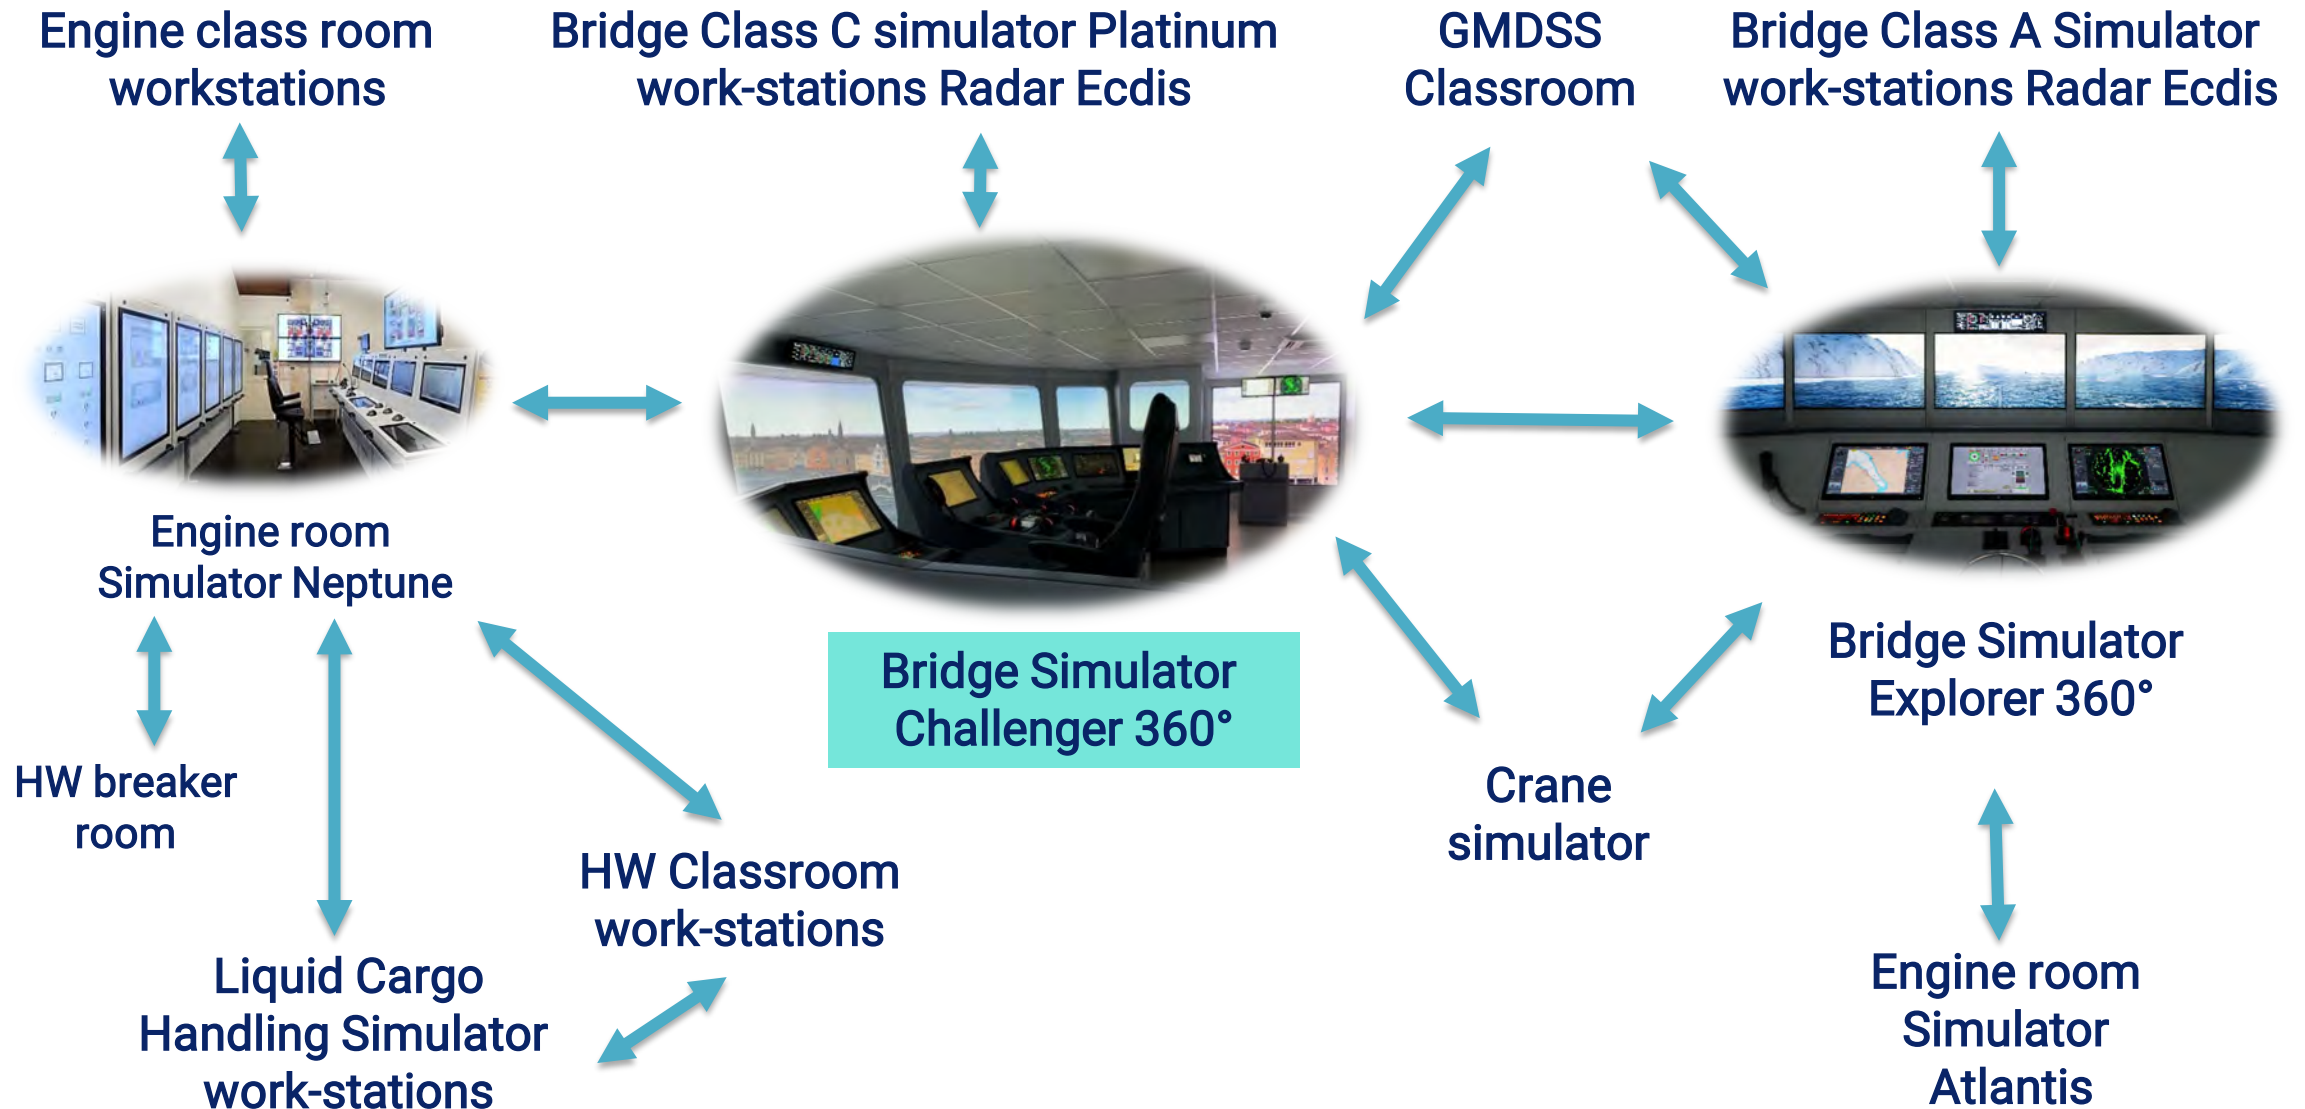 Engine class room
workstations
Bridge Class C simulator Platinum
work-stations Radar Ecdis
GMDSS
Classroom
Bridge Class A Simulator
work-stations Radar Ecdis
Engine room
Simulator Neptune
Bridge Simulator
Challenger 360°
Bridge Simulator
Explorer 360°
HW breaker
room
HW Classroom
work-stations
Crane
simulator
Liquid Cargo
Handling Simulator
work-stations
Engine room
Simulator
Atlantis